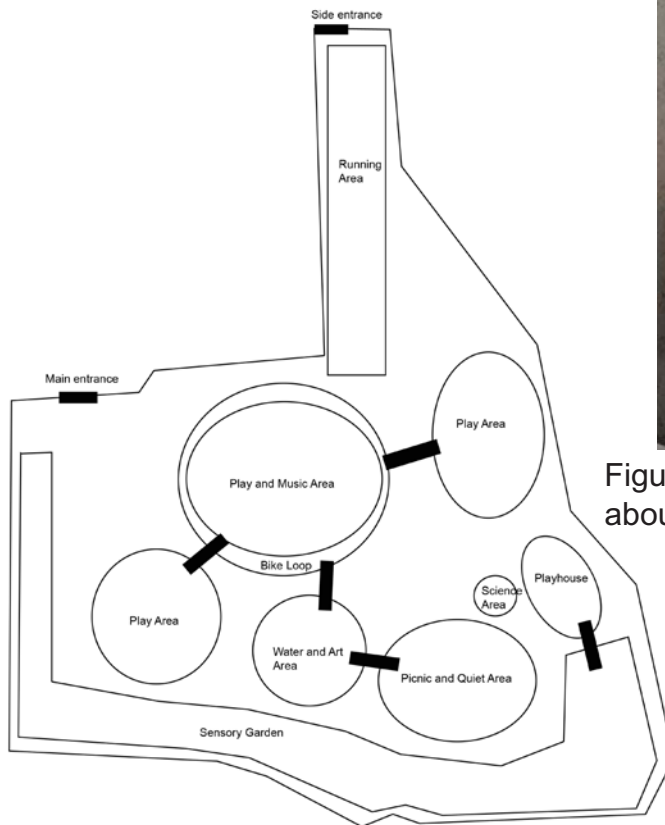 Side entrance
Running
Area
Main entrance
Play Area
Play and Music Area
Figu
abou
Bike Loop
Playhouse
Science
Area
Play Area
Water and Art
Area
Picnic and Quiet Area
Sensory Garden